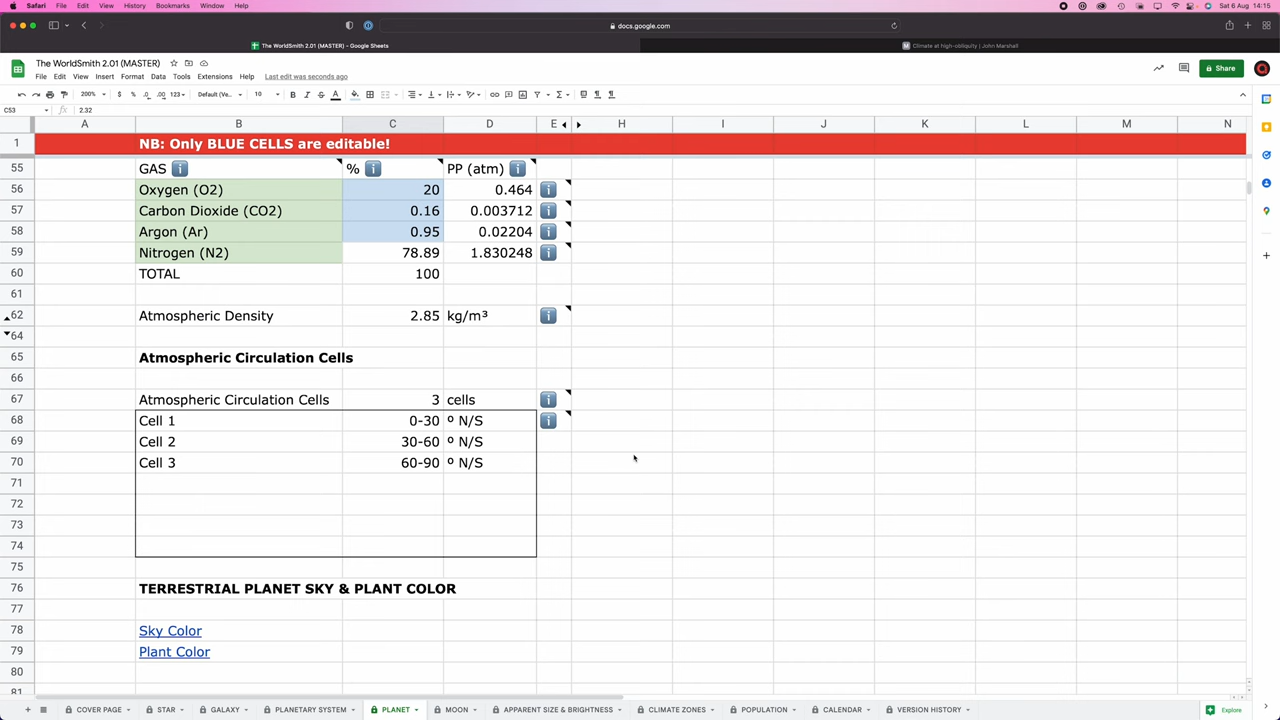 Safari File Edit View History Bookmarks Window Help Sat 6 Aug 14:15
docs.google.com
The WorldSmith 2.01 (MASTER) – Google Sheets Climate at high-obliquity | John Marshall
The WorldSmith 2.01 (MASTER)
File Edit View Insert Format Data Tools Extensions Help Last edit was seconds ago Share
200% $ % .0 .00 123 Default (Ve... 10 B I S A
C53 fx 2.32
A B C D E H I J K L M N
1 NB: Only BLUE CELLS are editable!
55 GAS % PP (atm)
56 Oxygen (O2) 20 0.464
57 Carbon Dioxide (CO2) 0.16 0.003712
58 Argon (Ar) 0.95 0.02204
59 Nitrogen (N2) 78.89 1.830248
60 TOTAL 100
61
62 Atmospheric Density 2.85 kg/m³
64
65 Atmospheric Circulation Cells
66
67 Atmospheric Circulation Cells 3 cells
68 Cell 1 0-30 º N/S
69 Cell 2 30-60 º N/S
70 Cell 3 60-90 º N/S
71
72
73
74
75
76 TERRESTRIAL PLANET SKY & PLANT COLOR
77
78 Sky Color
79 Plant Color
80
81
COVER PAGE STAR GALAXY PLANETARY SYSTEM PLANET MOON APPARENT SIZE & BRIGHTNESS CLIMATE ZONES POPULATION CALENDAR VERSION HISTORY Explore